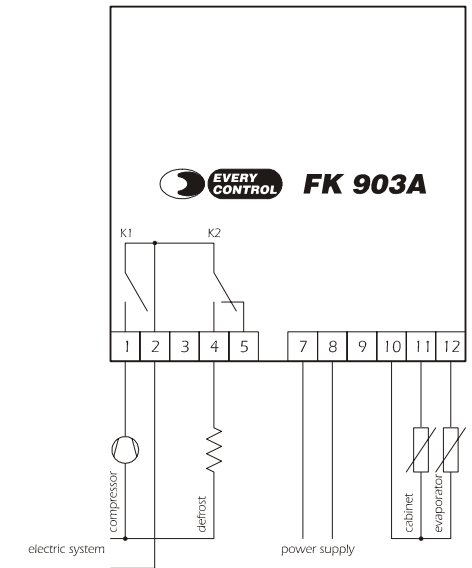 EVERY
CONTROL
FK 903A
K1 K2
1 2 3 4 5 7 8 9 10 11 12
compressor
defrost
cabinet
evaporator
electric system
power supply